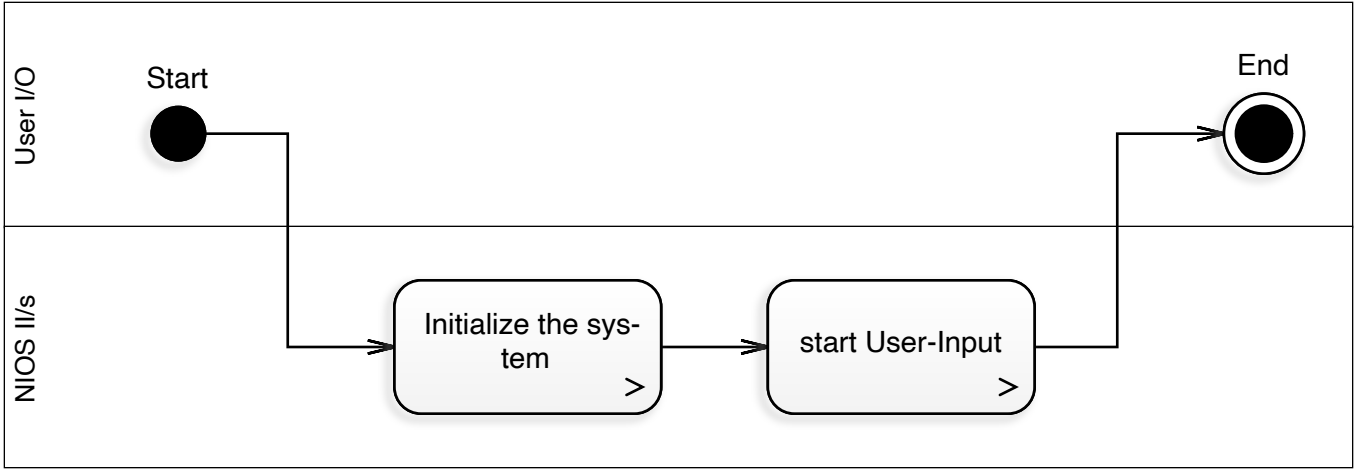 User I/O
Start
End
NIOS II/s
Initialize the sys-
tem
>
start User-Input
>